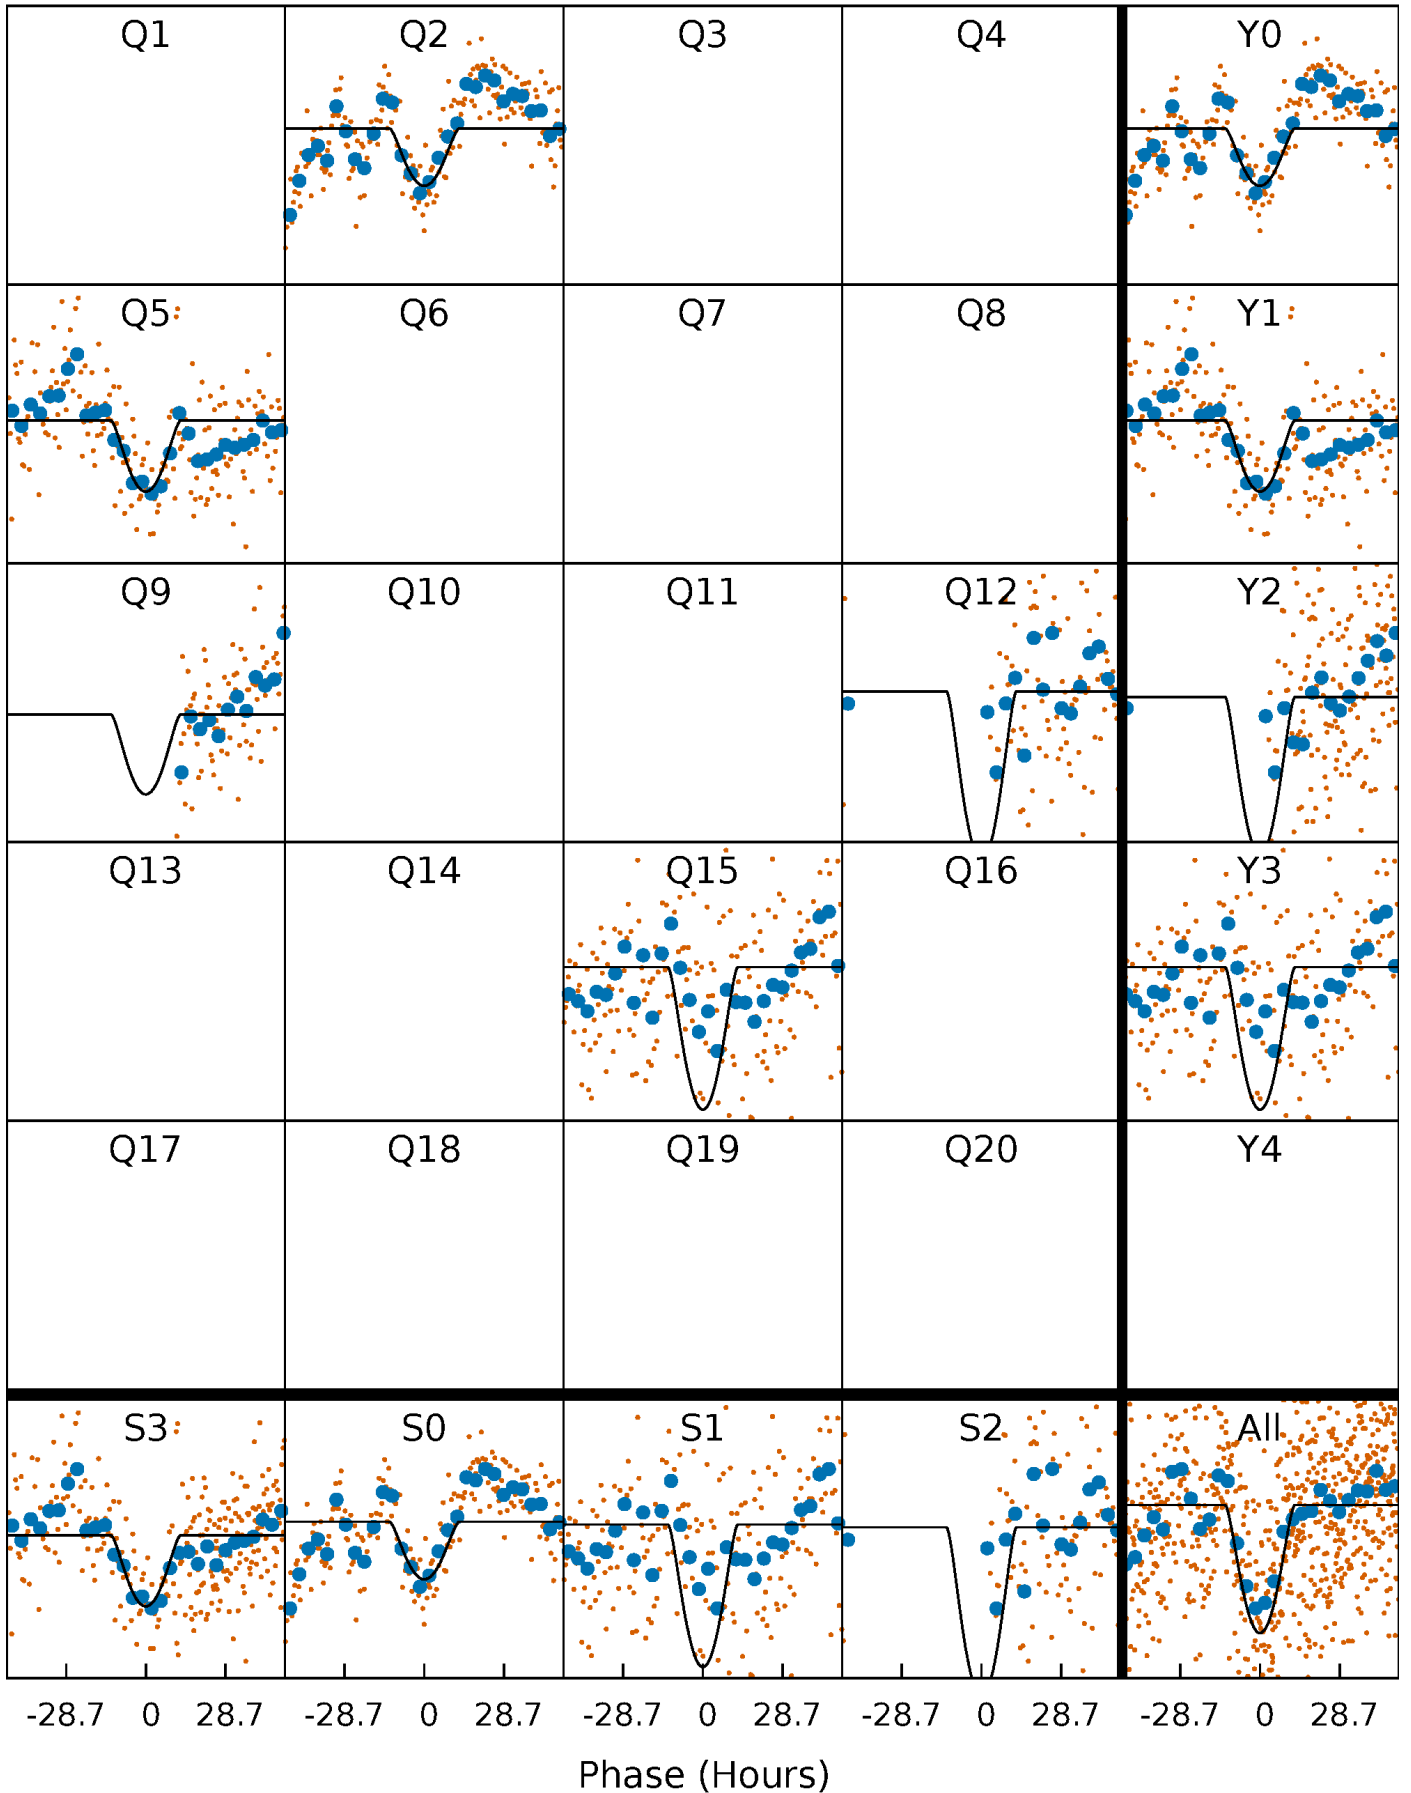 Q1 Q2 Q3 Q4 Y0
Q5 Q6 Q7 Q8 Y1
Q9 Q10 Q11 Q12 Y2
Q13 Q14 Q15 Q16 Y3
Q17 Q18 Q19 Q20 Y4
S3 S0 S1 S2 All
-28.7 0 28.7 -28.7 0 28.7 -28.7 0 28.7 -28.7 0 28.7 -28.7 0 28.7
Phase (Hours)